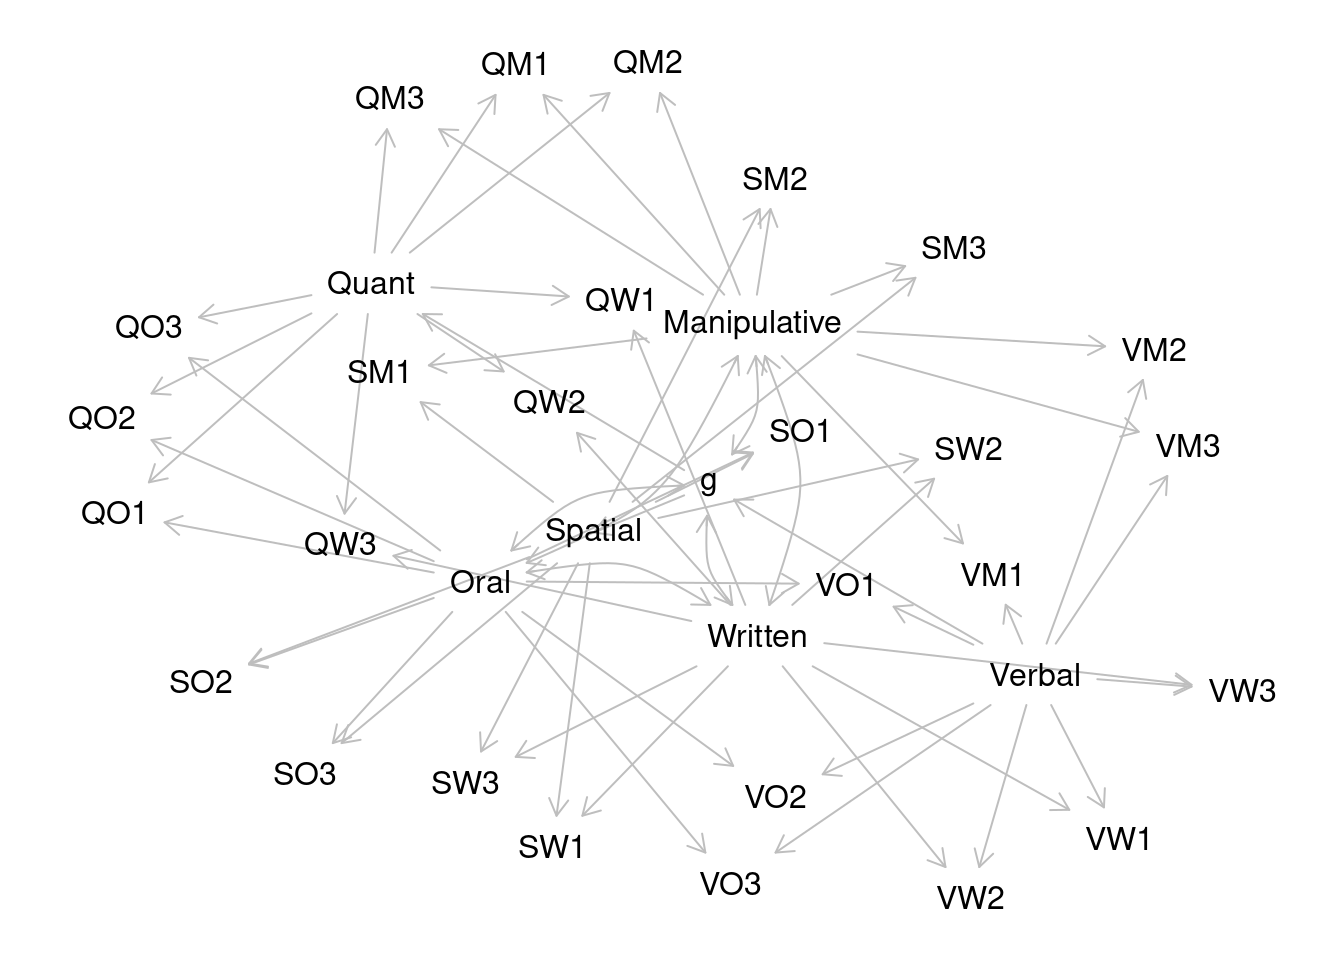 QM1
QM2
QM3
SM2
SM3
Quant
QW1
Manipulative
QO3
VM2
SM1
QW2
QO2
SO1
VM3
SW2
g
QO1
Spatial
QW3
VM1
Oral
VO1
Written
Verbal
SO2
VW3
SO3
SW3
VO2
VW1
SW1
VO3
VW2